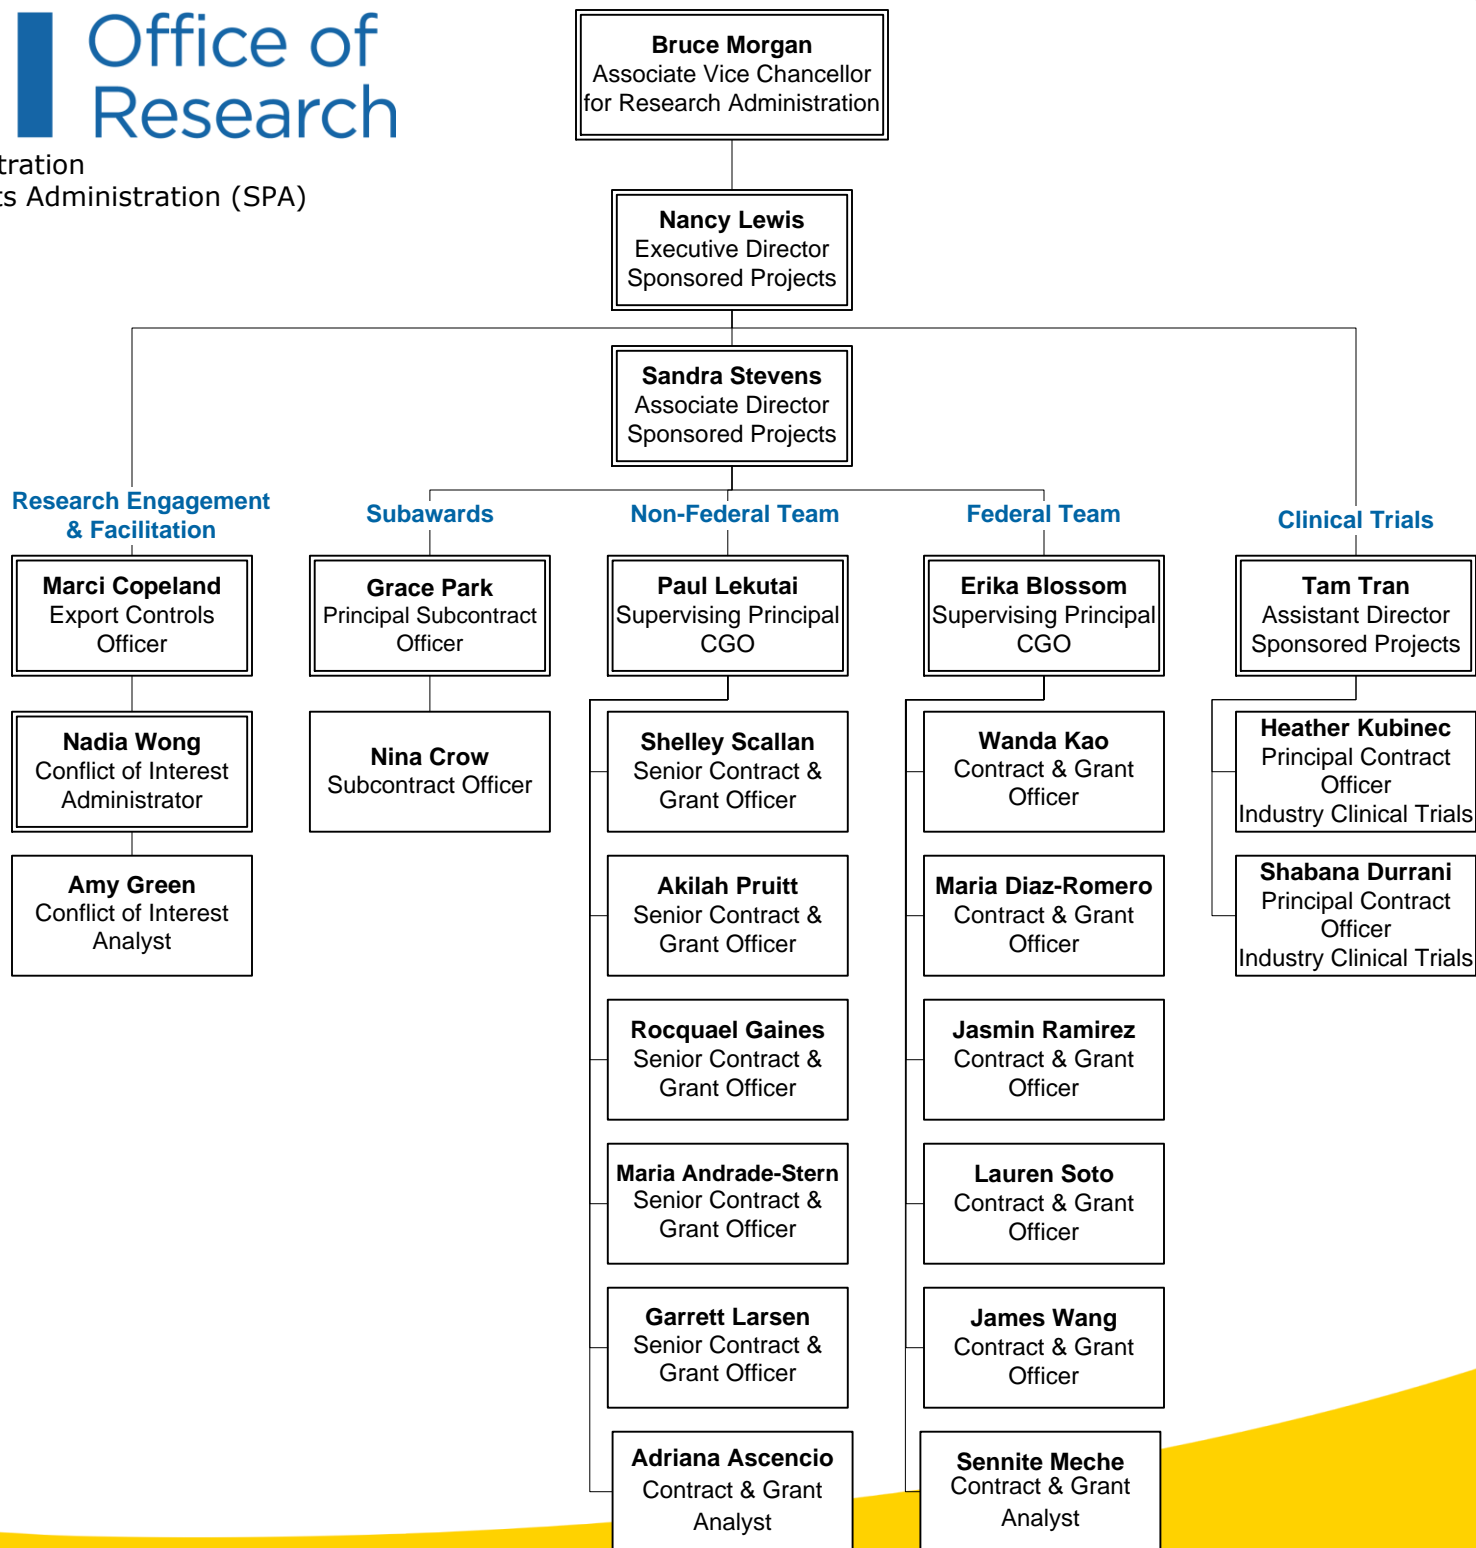 Office of
Research
tration
ts Administration (SPA)
Bruce Morgan
Associate Vice Chancellor
for Research Administration
Nancy Lewis
Executive Director
Sponsored Projects
Sandra Stevens
Associate Director
Sponsored Projects
Research Engagement
& Facilitation
Marci Copeland
Export Controls
Officer
Nadia Wong
Conflict of Interest
Administrator
Amy Green
Conflict of Interest
Analyst
Subawards
Grace Park
Principal Subcontract
Officer
Nina Crow
Subcontract Officer
Non-Federal Team
Paul Lekutai
Supervising Principal
CGO
Shelley Scallan
Senior Contract &
Grant Officer
Akilah Pruitt
Senior Contract &
Grant Officer
Rocquael Gaines
Senior Contract &
Grant Officer
Maria Andrade-Stern
Senior Contract &
Grant Officer
Garrett Larsen
Senior Contract &
Grant Officer
Adriana Ascencio
Contract & Grant
Analyst
Federal Team
Erika Blossom
Supervising Principal
CGO
Wanda Kao
Contract & Grant
Officer
Maria Diaz-Romero
Contract & Grant
Officer
Jasmin Ramirez
Contract & Grant
Officer
Lauren Soto
Contract & Grant
Officer
James Wang
Contract & Grant
Officer
Sennite Meche
Contract & Grant
Analyst
Clinical Trials
Tam Tran
Assistant Director
Sponsored Projects
Heather Kubinec
Principal Contract
Officer
Industry Clinical Trials
Shabana Durrani
Principal Contract
Officer
Industry Clinical Trials